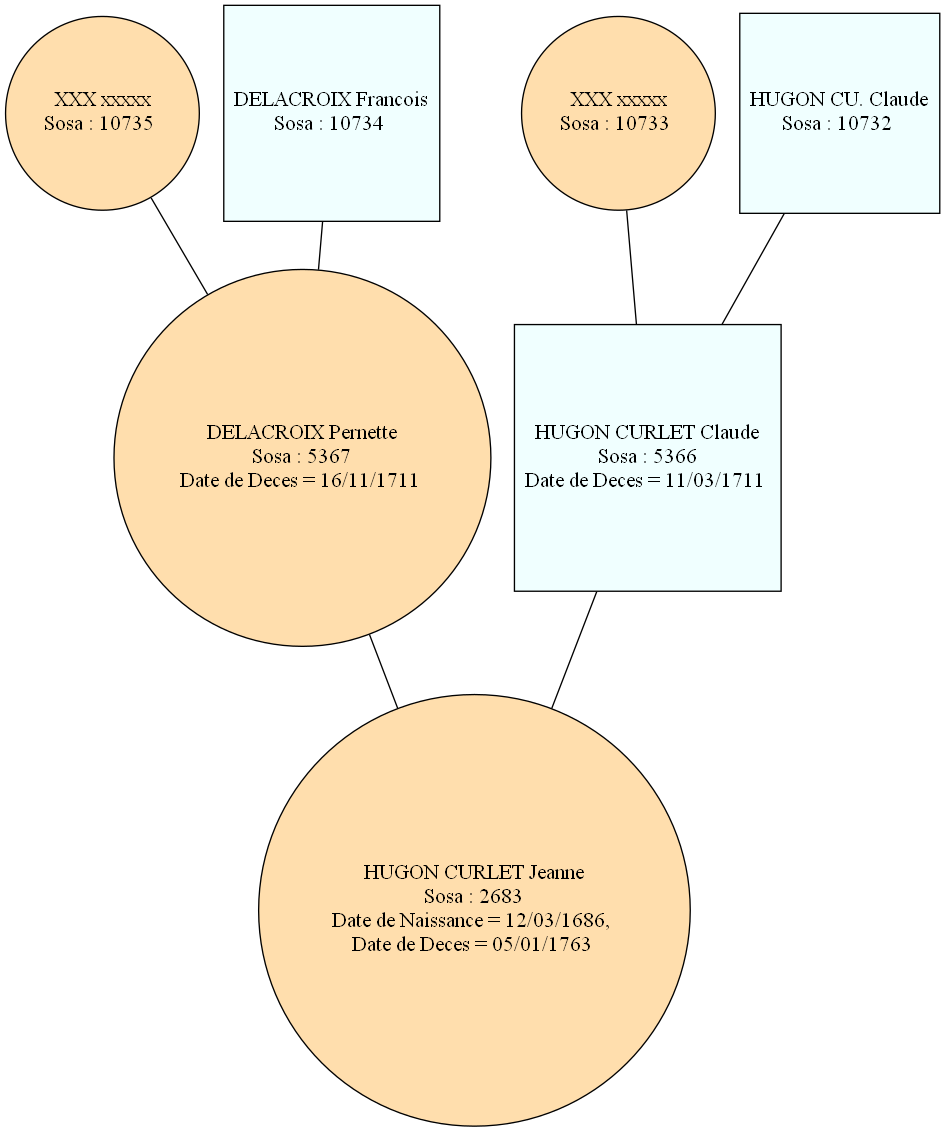 XXX xxxxx
Sosa : 10735
DELACROIX Francois
Sosa : 10734
XXX xxxxx
Sosa : 10733
HUGON CU. Claude
Sosa : 10732
DELACROIX Pernette
Sosa : 5367
Date de Deces = 16/11/1711
HUGON CURLET Claude
Sosa : 5366
Date de Deces = 11/03/1711
HUGON CURLET Jeanne
Sosa : 2683
Date de Naissance = 12/03/1686,
Date de Deces = 05/01/1763